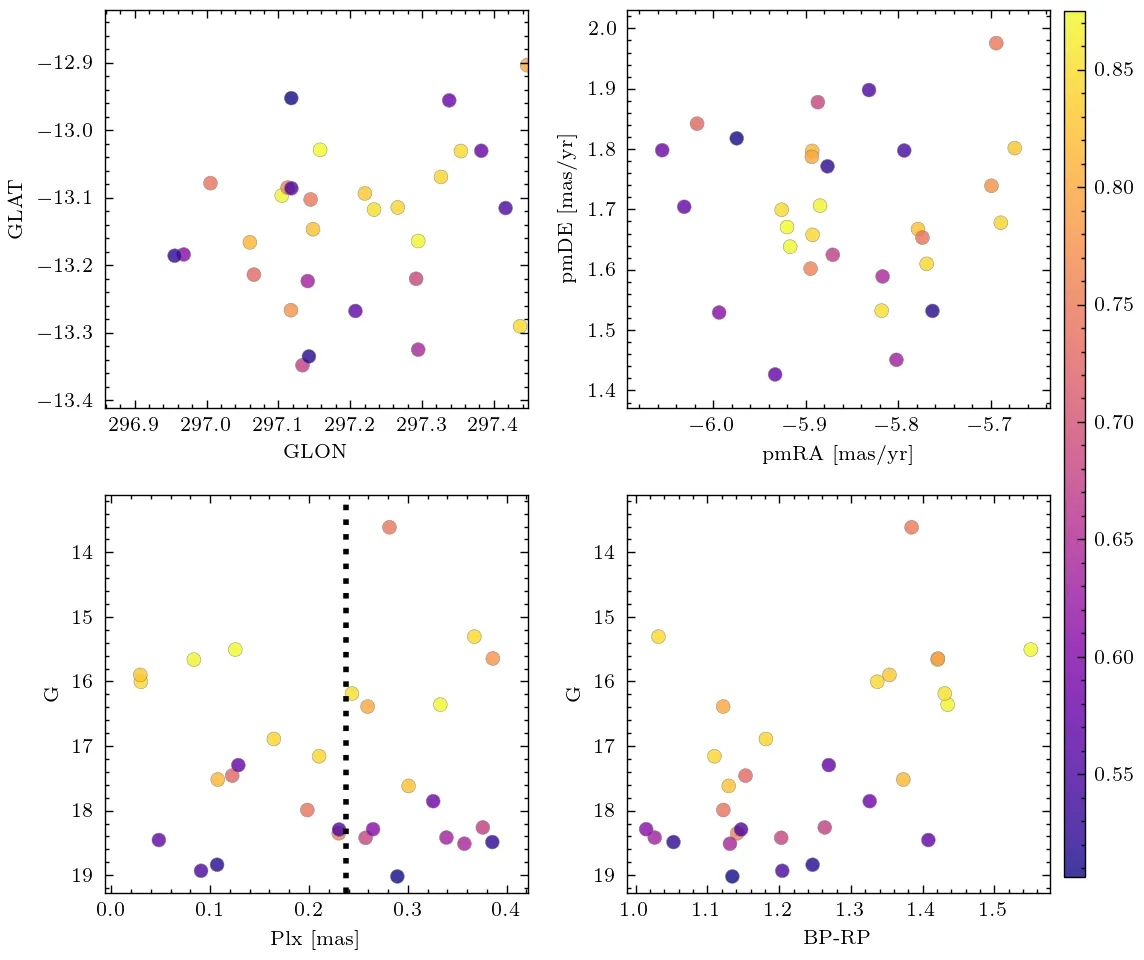 −12.9
−13.0
−13.1
−13.2
−13.3
−13.4
GLAT
296.9 297.0 297.1 297.2 297.3 297.4
GLON
2.0
1.9
1.8
1.7
1.6
1.5
1.4
pmDE [mas/yr]
−6.0 −5.9 −5.8 −5.7
pmRA [mas/yr]
14
15
16
17
18
19
G
0.0 0.1 0.2 0.3 0.4
Plx [mas]
14
15
16
17
18
19
G
1.0 1.1 1.2 1.3 1.4 1.5
BP-RP
0.85
0.80
0.75
0.70
0.65
0.60
0.55